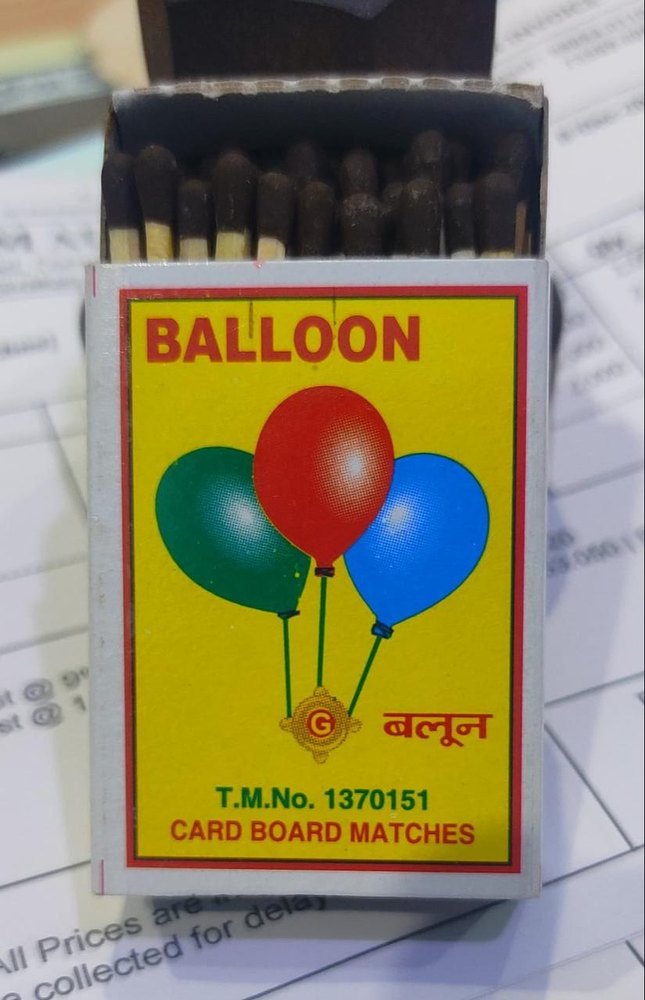 BALLOON
G
बलून
T.M.No. 1370151
CARD BOARD MATCHES
All Prices are
collected for delay